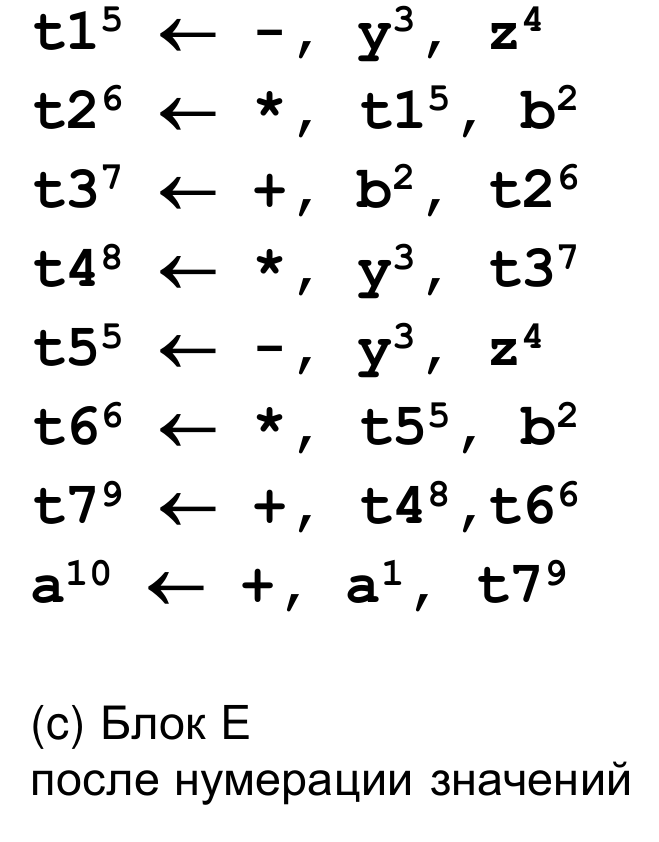 t1⁵ ← -, y³, z⁴
t2⁶ ← *, t1⁵, b²
t3⁷ ← +, b², t2⁶
t4⁸ ← *, y³, t3⁷
t5⁵ ← -, y³, z⁴
t6⁶ ← *, t5⁵, b²
t7⁹ ← +, t4⁸,t6⁶
a¹⁰ ← +, a¹, t7⁹
(c) Блок E
после нумерации значений